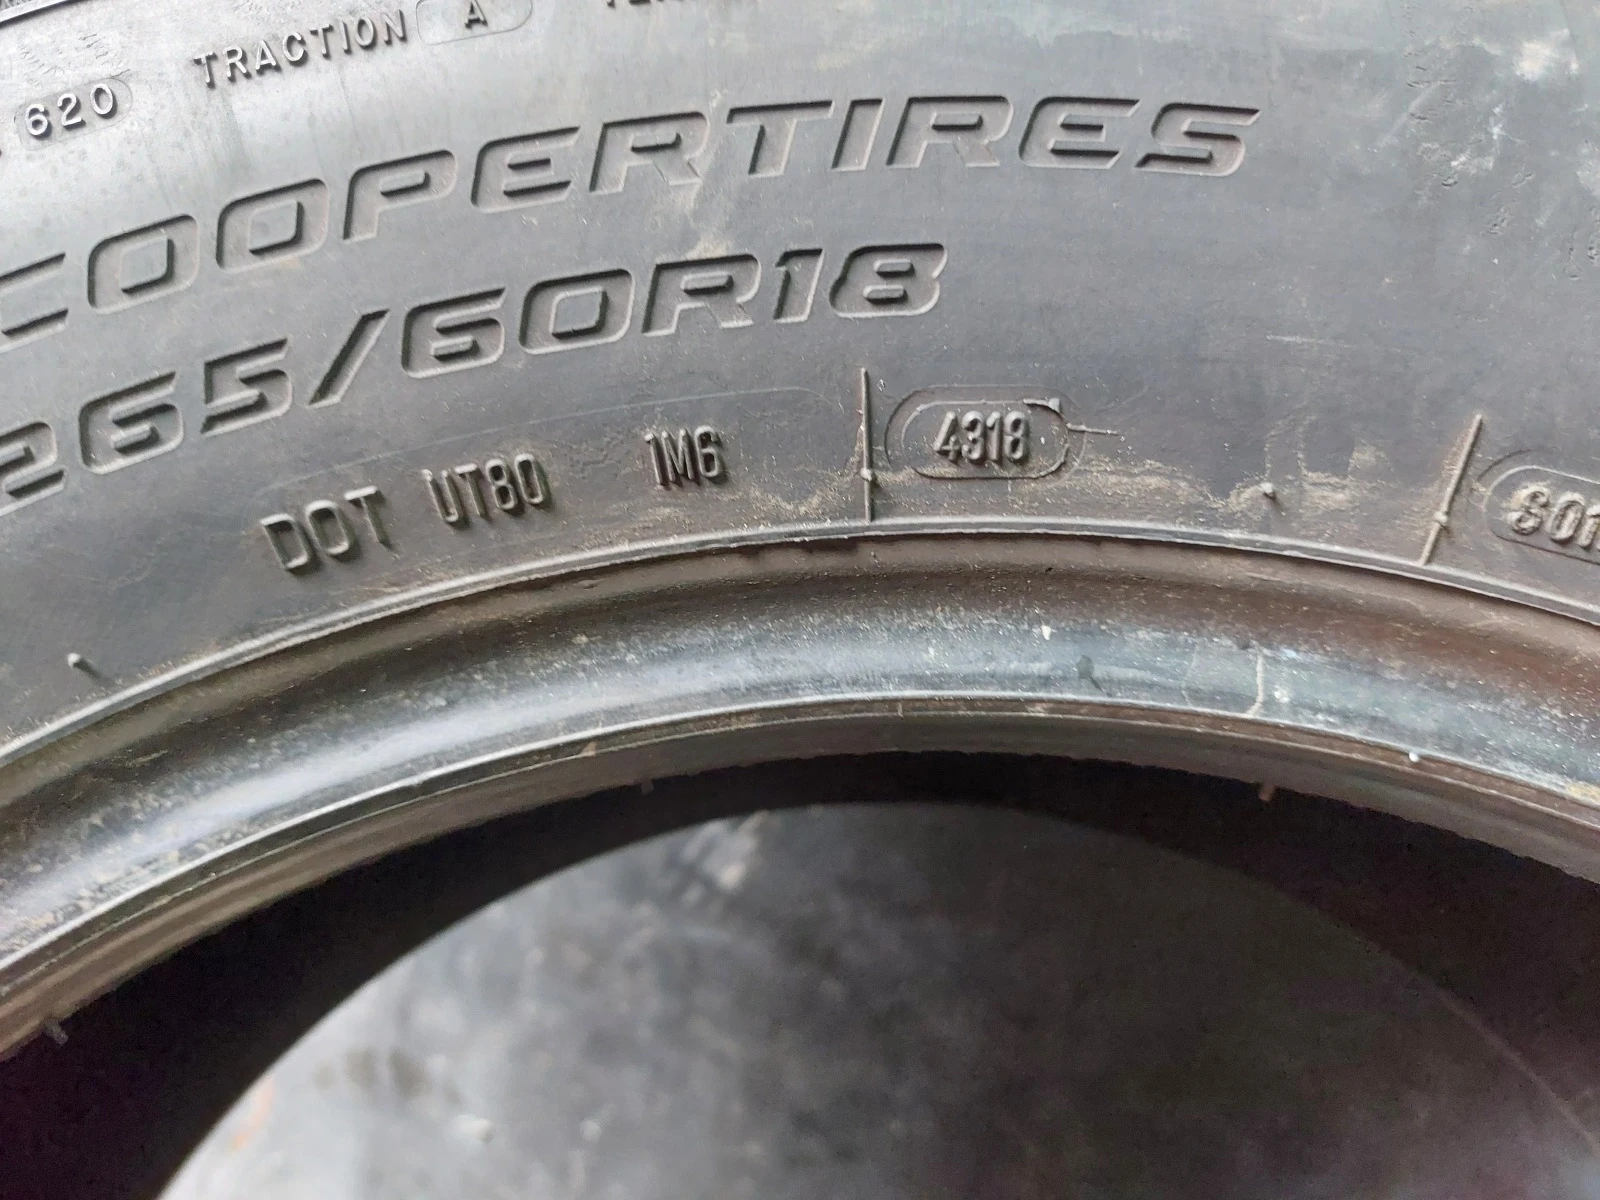 620 TRACTION A
COOPERTIRES
265/60R18
DOT UT80 1M6 4318